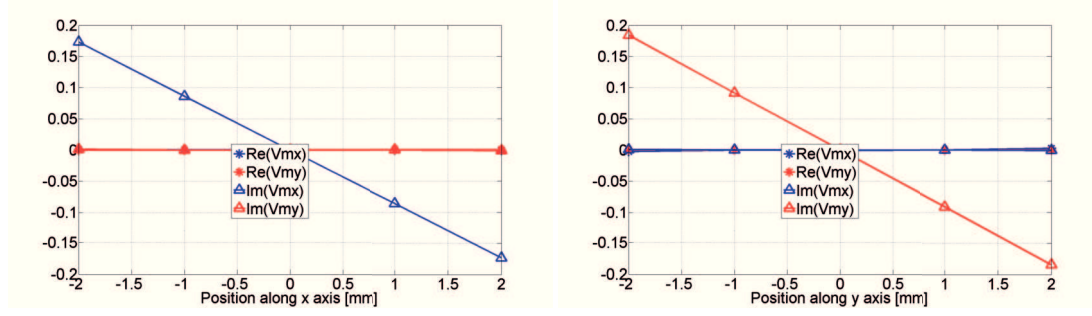 0.2
0.15
0.1
0.05
0
-0.05
-0.1
-0.15
-0.2
-2 -1.5 -1 -0.5 0 0.5 1 1.5 2
Position along x axis [mm]
Re(Vmx)
Re(Vmy)
Im(Vmx)
Im(Vmy)
0.2
0.15
0.1
0.05
0
-0.05
-0.1
-0.15
-0.2
-2 -1.5 -1 -0.5 0 0.5 1 1.5 2
Position along y axis [mm]
Re(Vmx)
Re(Vmy)
Im(Vmx)
Im(Vmy)